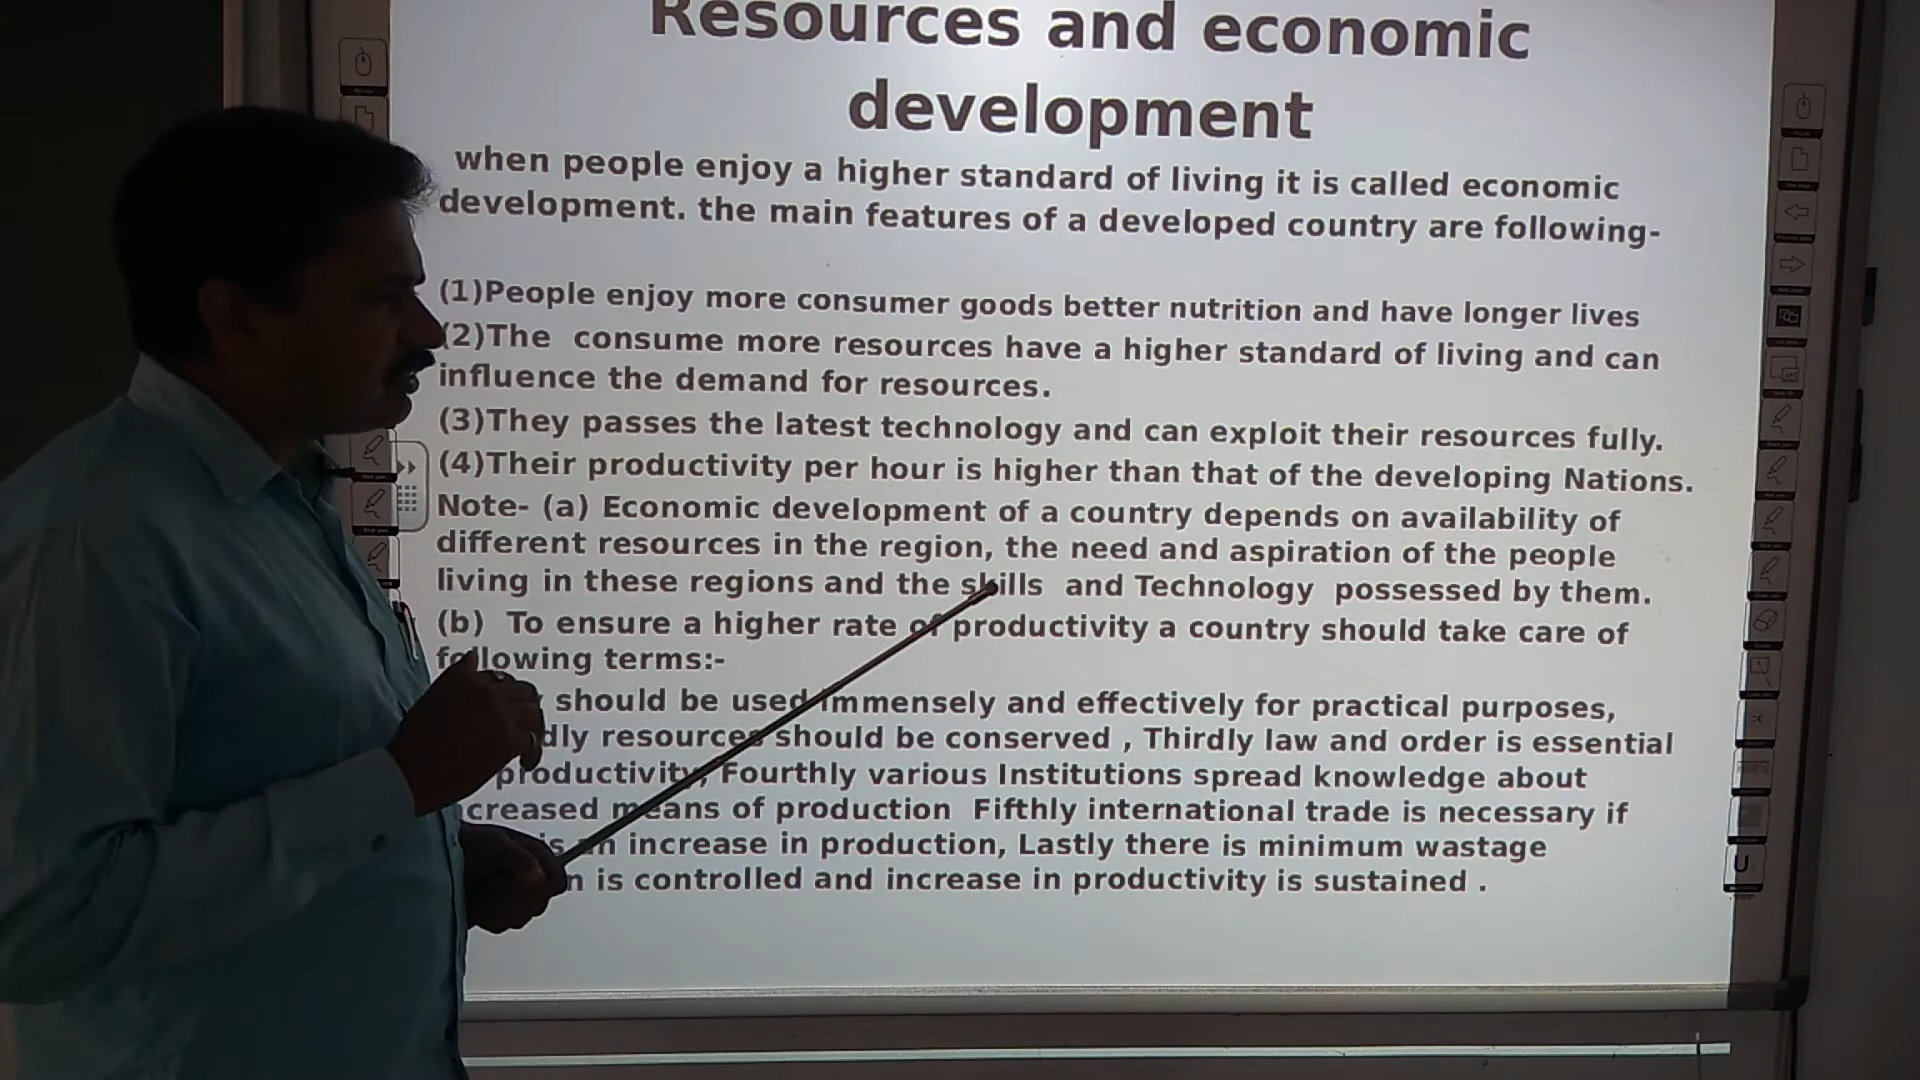 Resources and economic
development
when people enjoy a higher standard of living it is called economic
development. the main features of a developed country are following-
(1)People enjoy more consumer goods better nutrition and have longer lives
(2)The consume more resources have a higher standard of living and can
influence the demand for resources.
(3)They passes the latest technology and can exploit their resources fully.
(4)Their productivity per hour is higher than that of the developing Nations.
Note- (a) Economic development of a country depends on availability of
different resources in the region, the need and aspiration of the people
living in these regions and the skills and Technology possessed by them.
(b) To ensure a higher rate of productivity a country should take care of
following terms:-
should be used immensely and effectively for practical purposes,
resources should be conserved , Thirdly law and order is essential
productivity, Fourthly various Institutions spread knowledge about
means of production Fifthly international trade is necessary if
an increase in production, Lastly there is minimum wastage
is controlled and increase in productivity is sustained .